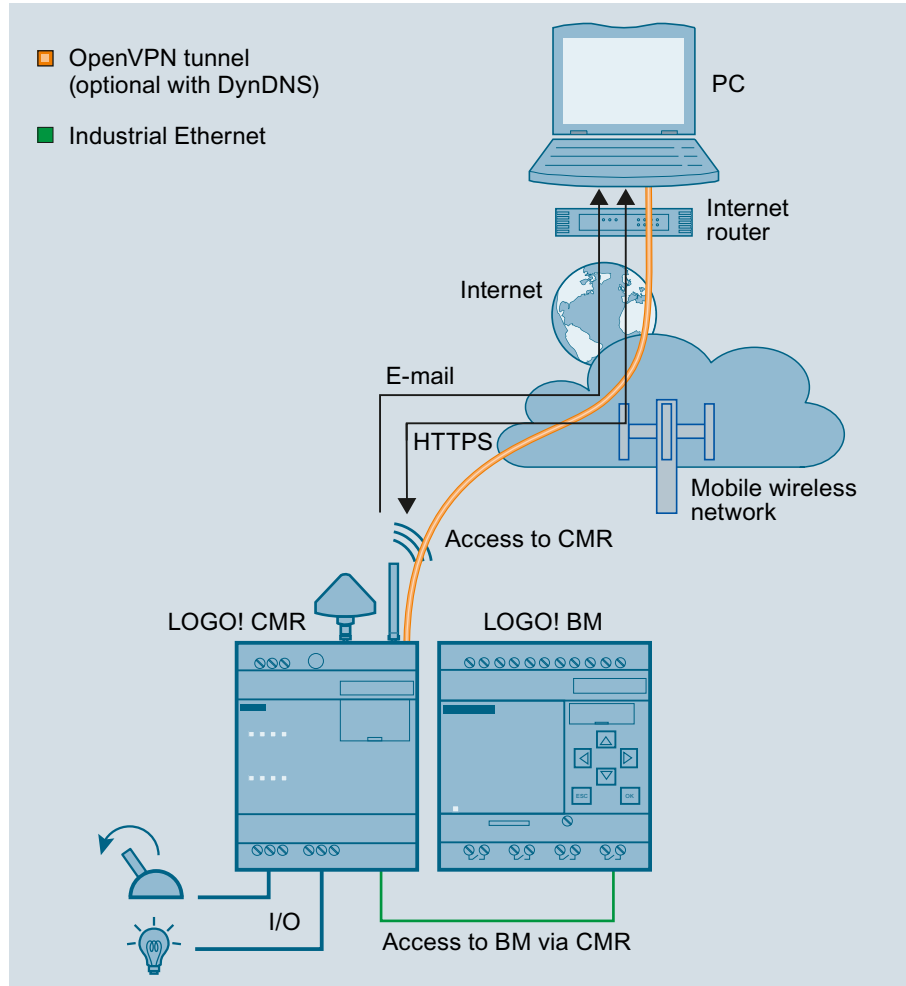 OpenVPN tunnel
(optional with DynDNS)
Industrial Ethernet
PC
Internet
router
Internet
E-mail
HTTPS
Mobile wireless
network
Access to CMR
LOGO! CMR
LOGO! BM
ESC
OK
I/O
Access to BM via CMR